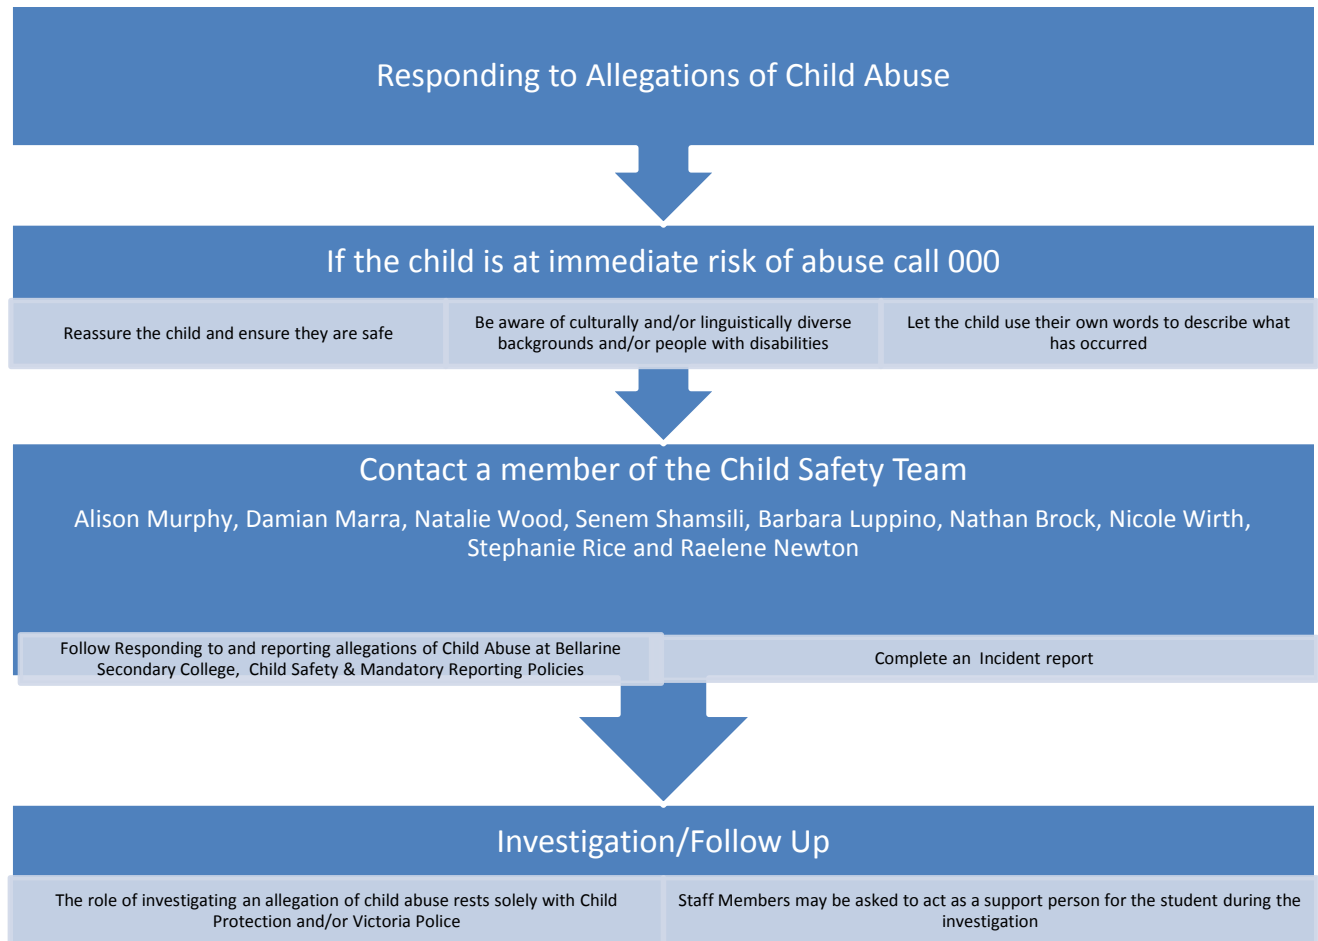 Responding to Allegations of Child Abuse
If the child is at immediate risk of abuse call 000
Reassure the child and ensure they are safe
Be aware of culturally and/or linguistically diverse
backgrounds and/or people with disabilities
Let the child use their own words to describe what
has occurred
Contact a member of the Child Safety Team
Alison Murphy, Damian Marra, Natalie Wood, Senem Shamsili, Barbara Luppino, Nathan Brock, Nicole Wirth,
Stephanie Rice and Raelene Newton
Follow Responding to and reporting allegations of Child Abuse at Bellarine
Secondary College, Child Safety & Mandatory Reporting Policies
Complete an Incident report
Investigation/Follow Up
The role of investigating an allegation of child abuse rests solely with Child
Protection and/or Victoria Police
Staff Members may be asked to act as a support person for the student during the
investigation